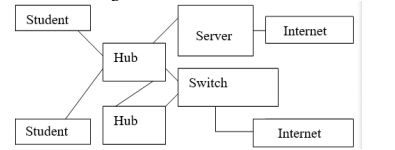 Student
Server
Internet
Hub
Switch
Student
Hub
Internet